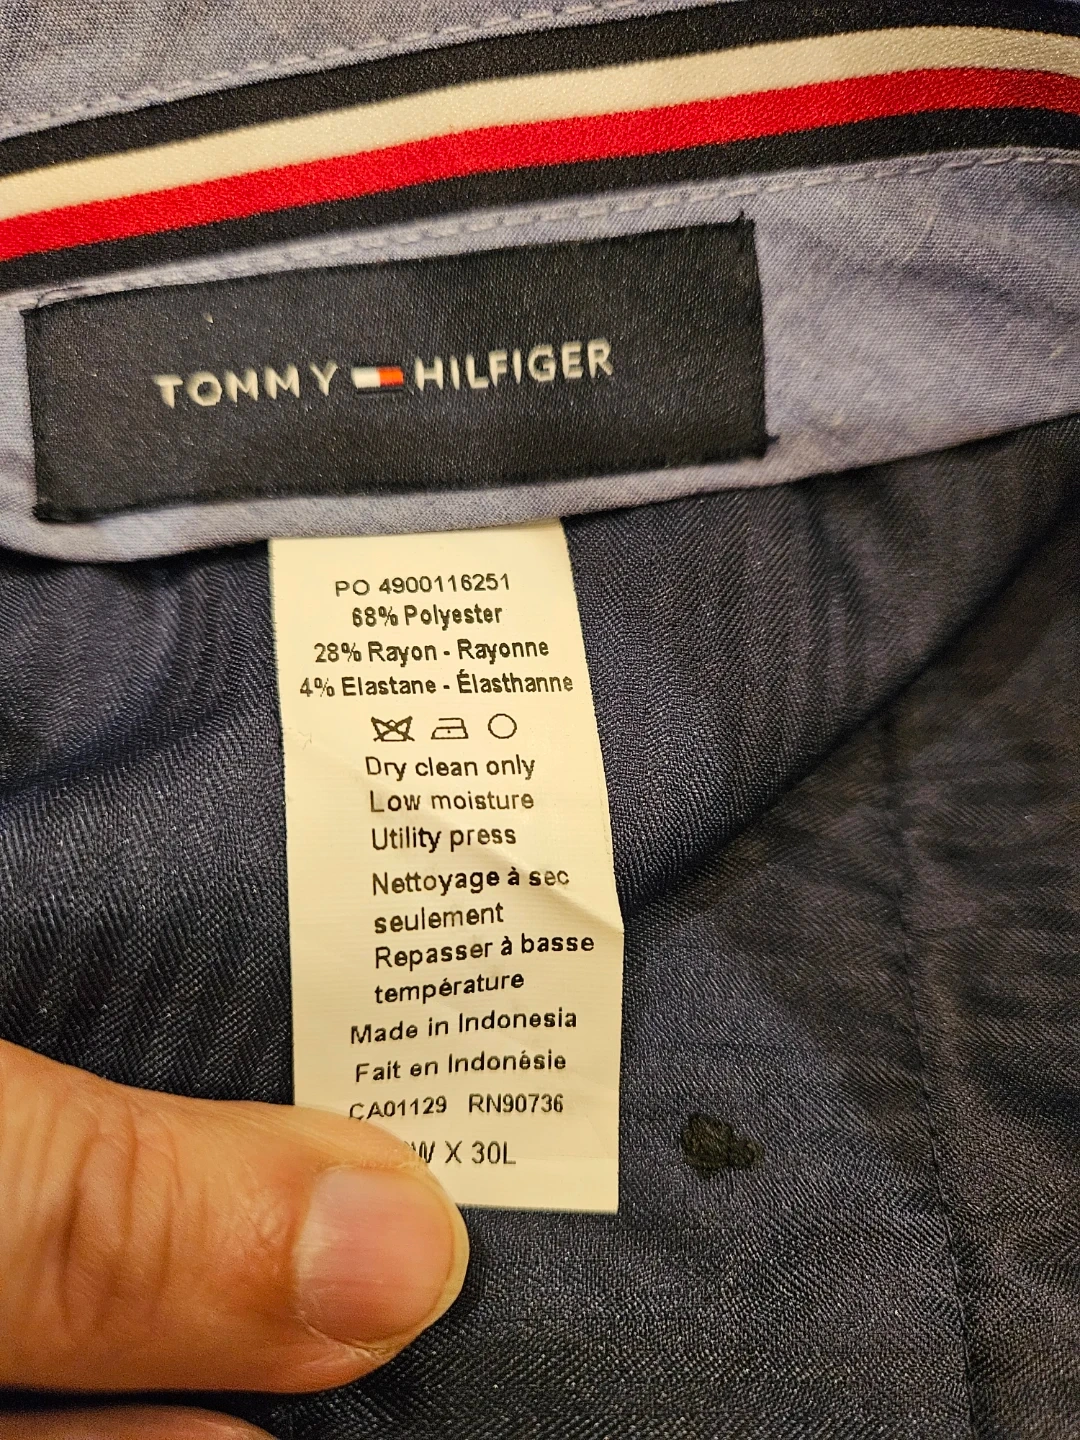 TOMMY HILFIGER
PO 4900116251
68% Polyester
28% Rayon - Rayonne
4% Elastane - Élasthanne
Dry clean only
Low moisture
Utility press
Nettoyage à sec
seulement
Repasser à basse
température
Made in Indonesia
Fait en Indonésie
CA01129 RN90736
X 30L